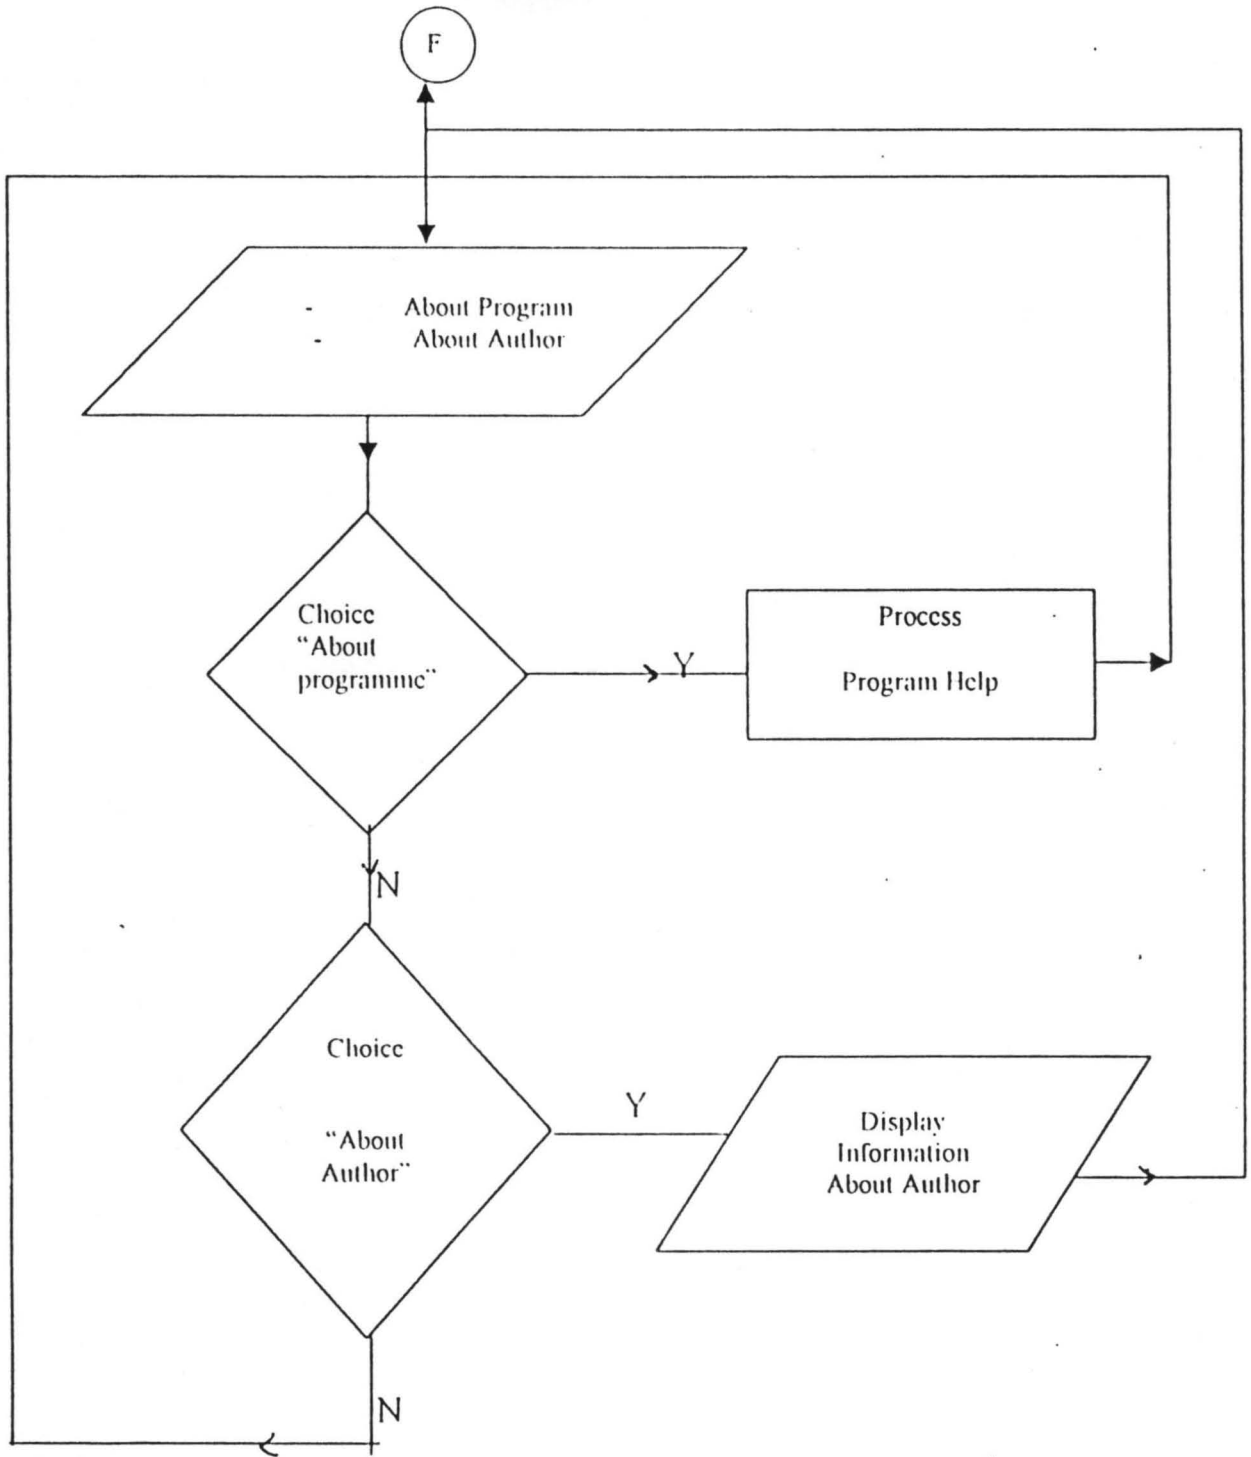 F
- About Program
- About Author
Choice
“About
programme”
Y
Process
Program Help
N
Choice
“About
Author”
Y
Display
Information
About Author
N